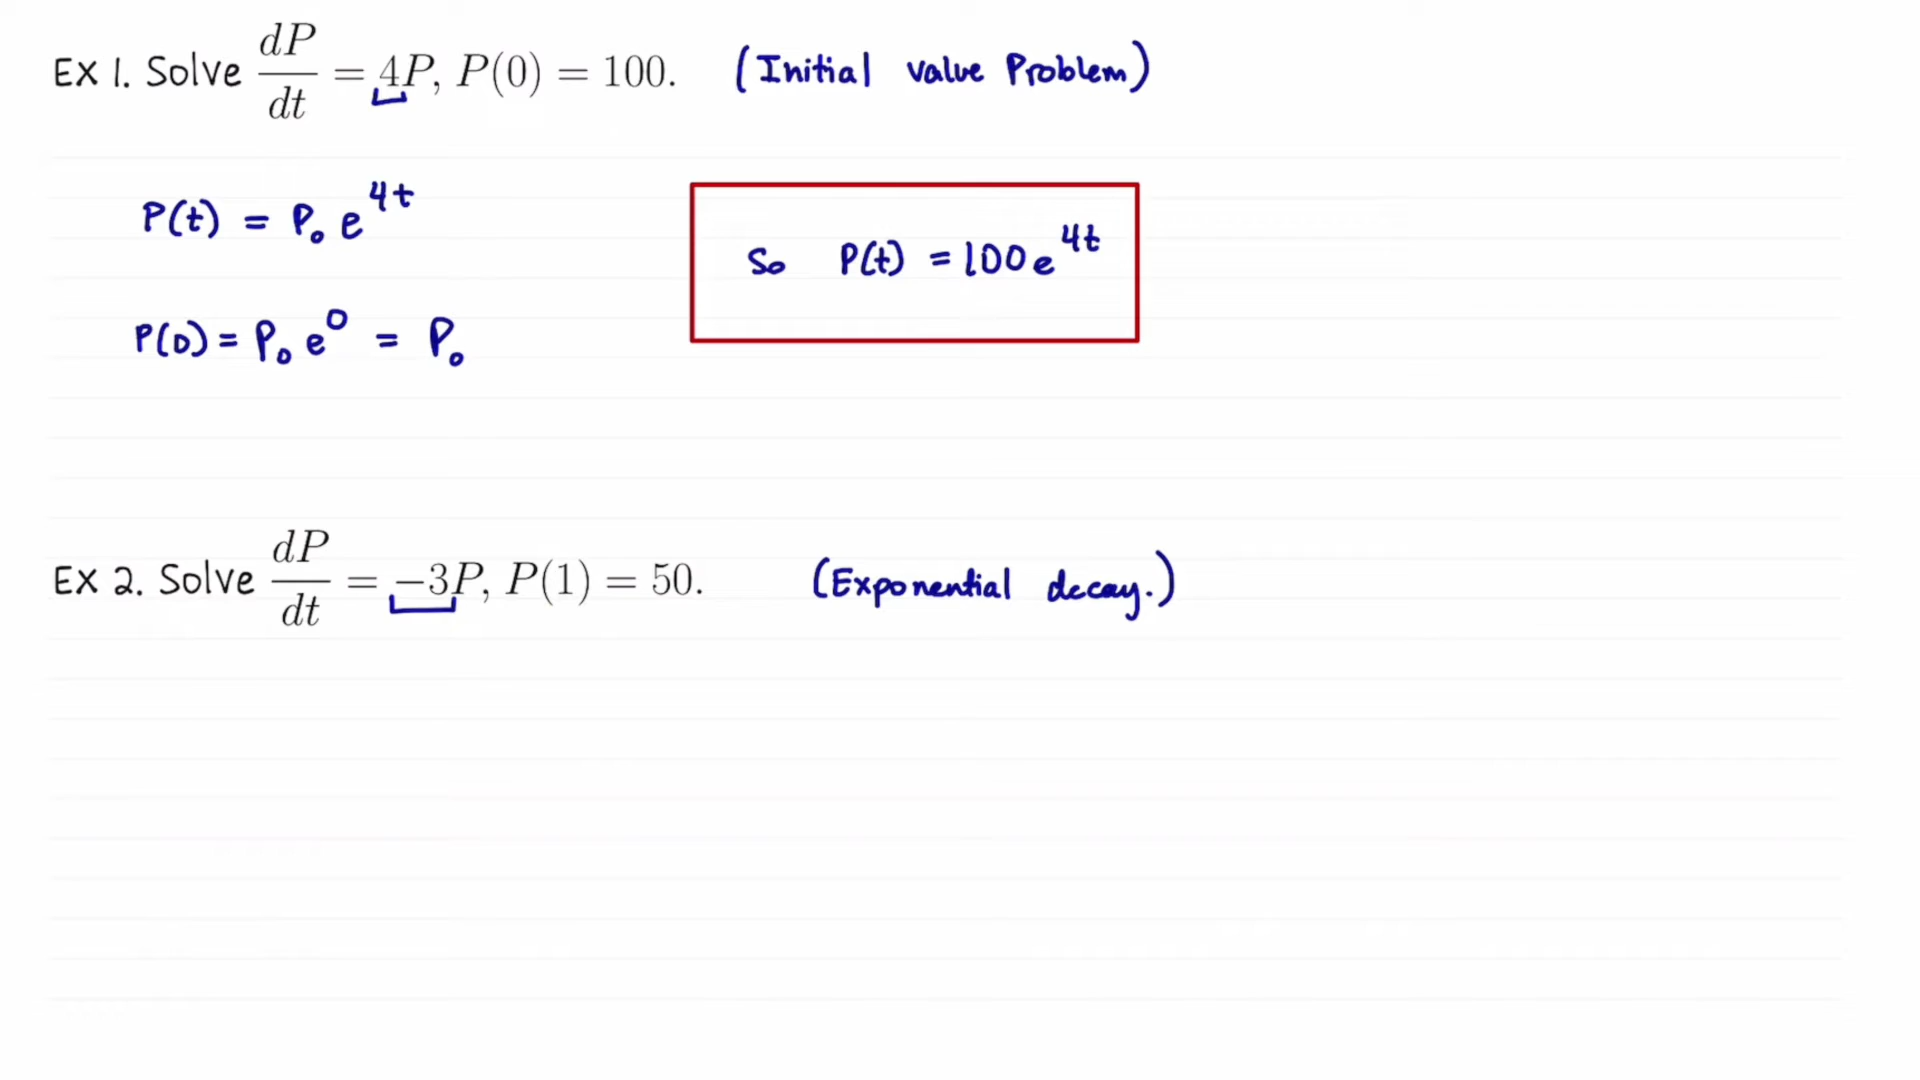 EX 1. Solve dP/dt = 4P, P(0) = 100. (Initial value Problem)
P(t) = P₀ e^4t
So P(t) = 100e^4t
P(0) = P₀ e^0 = P₀
EX 2. Solve dP/dt = −3P, P(1) = 50. (Exponential decay.)